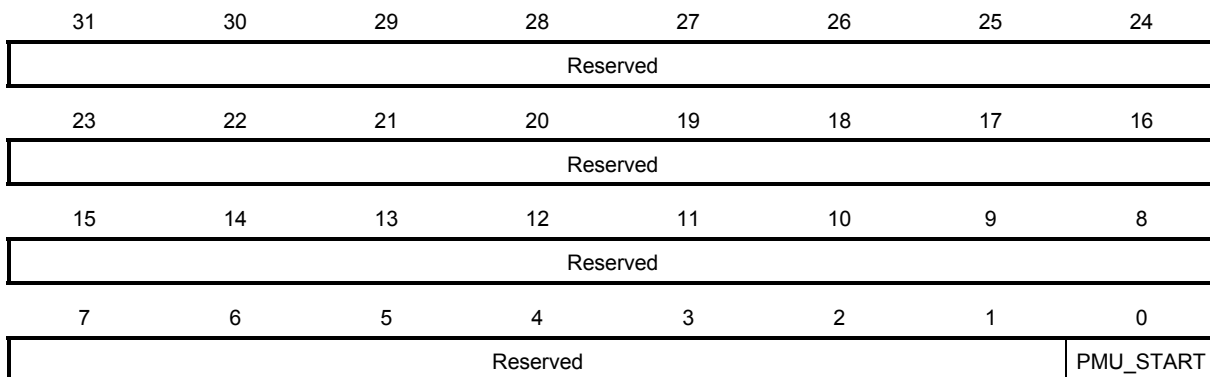 31 30 29 28 27 26 25 24
Reserved
23 22 21 20 19 18 17 16
Reserved
15 14 13 12 11 10 9 8
Reserved
7 6 5 4 3 2 1 0
Reserved PMU_START